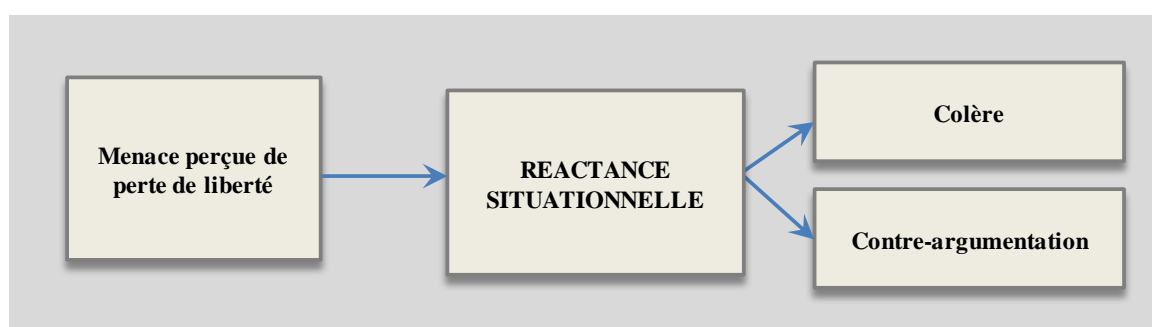 Menace perçue de
perte de liberté
REACTANCE
SITUATIONNELLE
Colère
Contre-argumentation